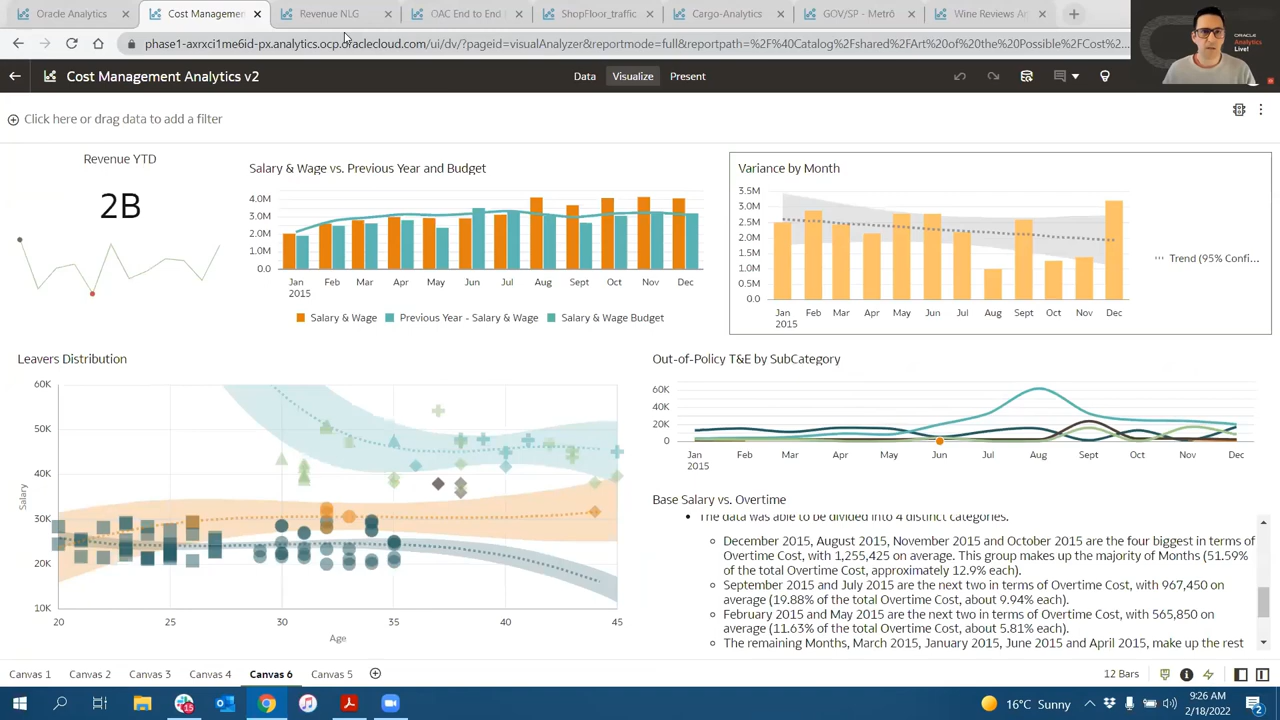 Oracle Analytics
Cost Management
Revenue NLG
OAC End to End
ShopFloor_traffic
Cargo-Analytics
GOV/SP - Metrô
Wine Reviews An
phase1-axrxci1me6id-px.analytics.ocp.oraclecloud.com/ui/dv/?pageid=visualAnalyzer&reportmode=full&reportpath=%2F%40Catalog%2Fshared%2FArt%20of%20the%20Possible%2FCost%2...
ORACLE
Analytics
Live!
Cost Management Analytics v2
Data
Visualize
Present
Click here or drag data to add a filter
Revenue YTD
2B
Salary & Wage vs. Previous Year and Budget
4.0M
3.0M
2.0M
1.0M
0.0
Jan Feb Mar Apr May Jun Jul Aug Sept Oct Nov Dec
2015
Salary & Wage Previous Year - Salary & Wage Salary & Wage Budget
Variance by Month
3.5M
3.0M
2.5M
2.0M
1.5M
1.0M
0.5M
0.0
Jan Feb Mar Apr May Jun Jul Aug Sept Oct Nov Dec
2015
Trend (95% Confi...
Leavers Distribution
60K
50K
40K
30K
20K
10K
Salary
20 25 30 35 40 45
Age
Out-of-Policy T&E by SubCategory
60K
40K
20K
0
Jan Feb Mar Apr May Jun Jul Aug Sept Oct Nov Dec
2015
Base Salary vs. Overtime
The data was able to be divided into 4 distinct categories.
December 2015, August 2015, November 2015 and October 2015 are the four biggest in terms of
Overtime Cost, with 1,255,425 on average. This group makes up the majority of Months (51.59%
of the total Overtime Cost, approximately 12.9% each).
September 2015 and July 2015 are the next two in terms of Overtime Cost, with 967,450 on
average (19.88% of the total Overtime Cost, about 9.94% each).
February 2015 and May 2015 are the next two in terms of Overtime Cost, with 565,850 on
average (11.63% of the total Overtime Cost, about 5.81% each).
The remaining Months, March 2015, January 2015, June 2015 and April 2015, make up the rest
Canvas 1
Canvas 2
Canvas 3
Canvas 4
Canvas 6
Canvas 5
12 Bars
16°C Sunny
9:26 AM
2/18/2022
2